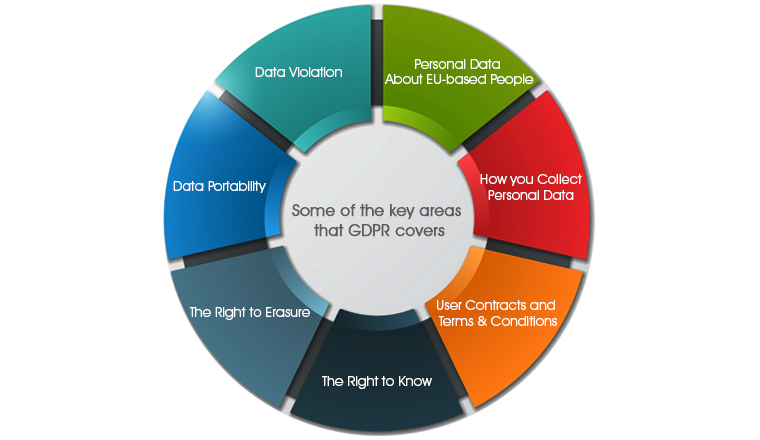 Some of the key areas
that GDPR covers
Personal Data
About EU-based People
How you Collect
Personal Data
User Contracts and
Terms & Conditions
The Right to Know
The Right to Erasure
Data Portability
Data Violation